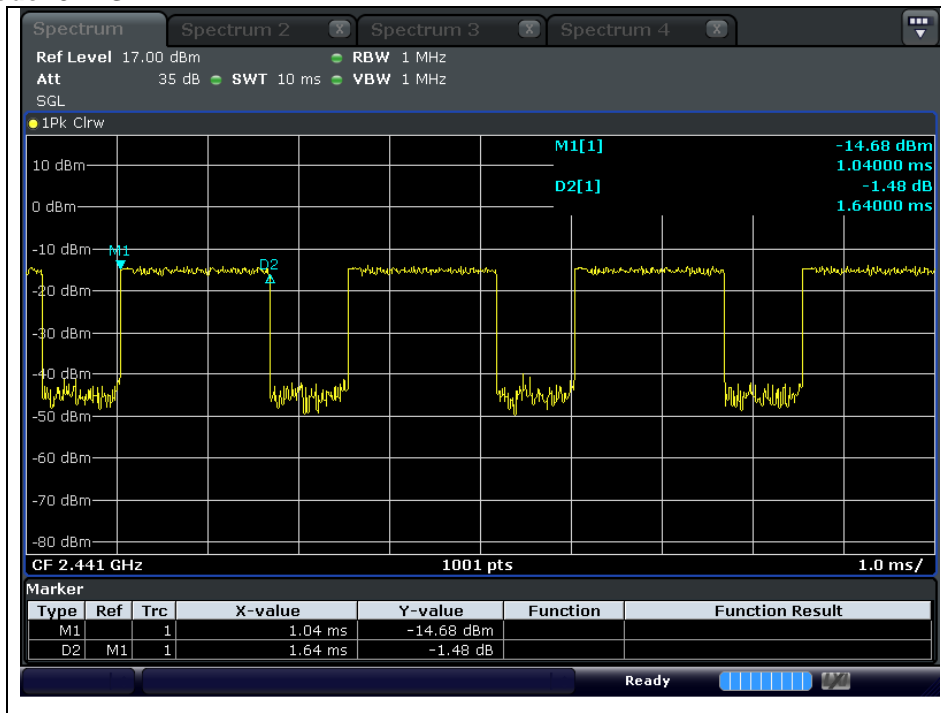 Spectrum Spectrum 2 X Spectrum 3 X Spectrum 4 X
Ref Level 17.00 dBm RBW 1 MHz
Att 35 dB SWT 10 ms VBW 1 MHz
SGL
1Pk Clrw
M1[1] -14.68 dBm
1.04000 ms
D2[1] -1.48 dB
1.64000 ms
10 dBm
0 dBm
-10 dBm
M1
D2
-20 dBm
-30 dBm
-40 dBm
-50 dBm
-60 dBm
-70 dBm
-80 dBm
CF 2.441 GHz 1001 pts 1.0 ms/
Marker
Type Ref Trc X-value Y-value Function Function Result
M1 1 1.04 ms -14.68 dBm
D2 M1 1 1.64 ms -1.48 dB
Ready